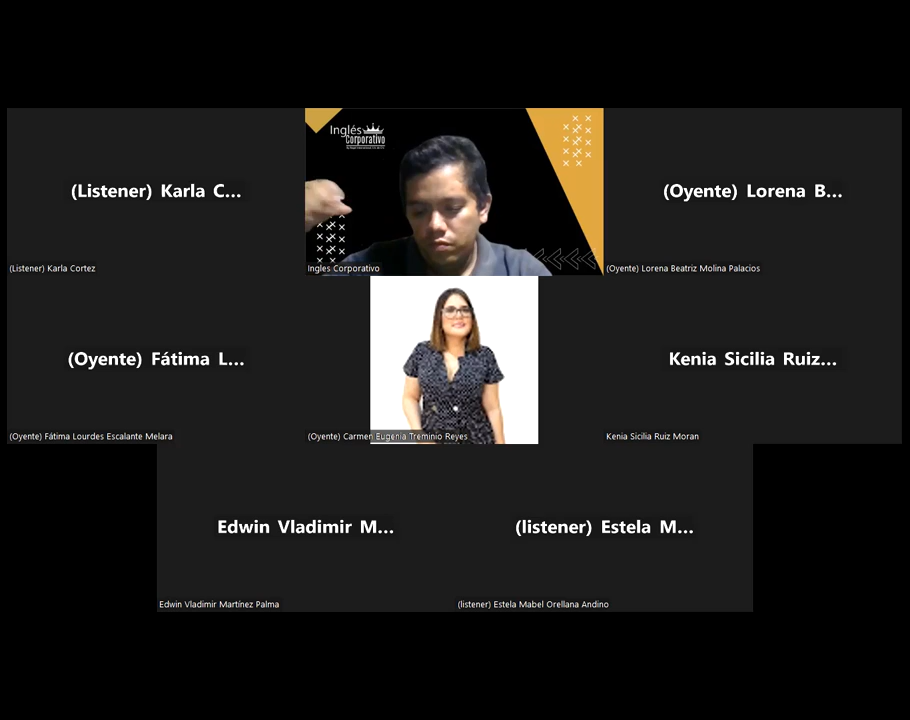 (Listener) Karla C...
(Listener) Karla Cortez
Inglés
Corporativo
Ingles Corporativo
(Oyente) Lorena B...
(Oyente) Lorena Beatriz Molina Palacios
(Oyente) Fátima L...
(Oyente) Fátima Lourdes Escalante Melara
(Oyente) Carmen Eugenia Treminio Reyes
Kenia Sicilia Ruiz...
Kenia Sicilia Ruiz Moran
Edwin Vladimir M...
Edwin Vladimir Martínez Palma
(listener) Estela M...
(listener) Estela Mabel Orellana Andino